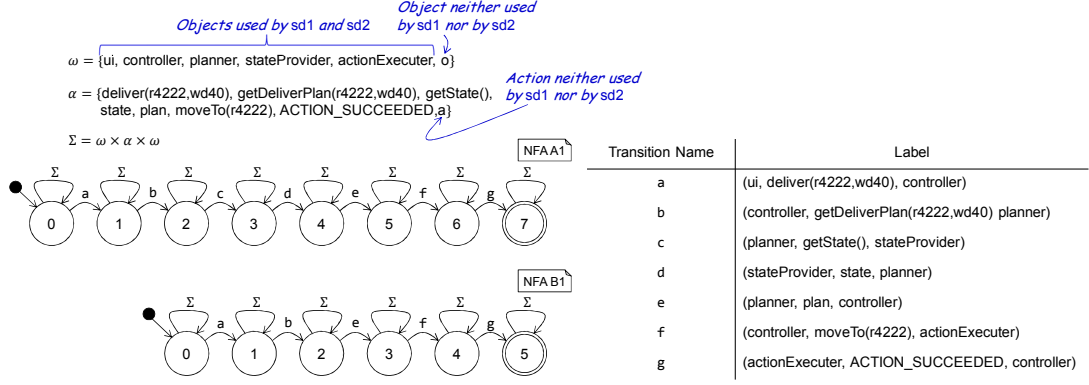 Object neither used
by sd1 nor by sd2
Objects used by sd1 and sd2
ω = {ui, controller, planner, stateProvider, actionExecuter, o}
Action neither used
by sd1 nor by sd2
α = {deliver(r4222,wd40), getDeliverPlan(r4222,wd40), getState(),
state, plan, moveTo(r4222), ACTION_SUCCEEDED,a}
Σ = ω × α × ω
NFA A1
Σ Σ Σ Σ Σ Σ Σ Σ
a b c d e f g
0 1 2 3 4 5 6 7
NFA B1
Σ Σ Σ Σ Σ Σ
a b e f g
0 1 2 3 4 5
Transition Name Label
a (ui, deliver(r4222,wd40), controller)
b (controller, getDeliverPlan(r4222,wd40) planner)
c (planner, getState(), stateProvider)
d (stateProvider, state, planner)
e (planner, plan, controller)
f (controller, moveTo(r4222), actionExecuter)
g (actionExecuter, ACTION_SUCCEEDED, controller)